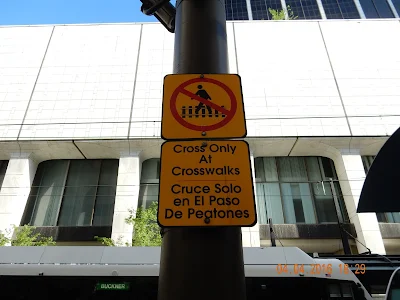 Cross Only
At
Crosswalks
Cruce Solo
en El Paso
De Peatones
BUCKNER